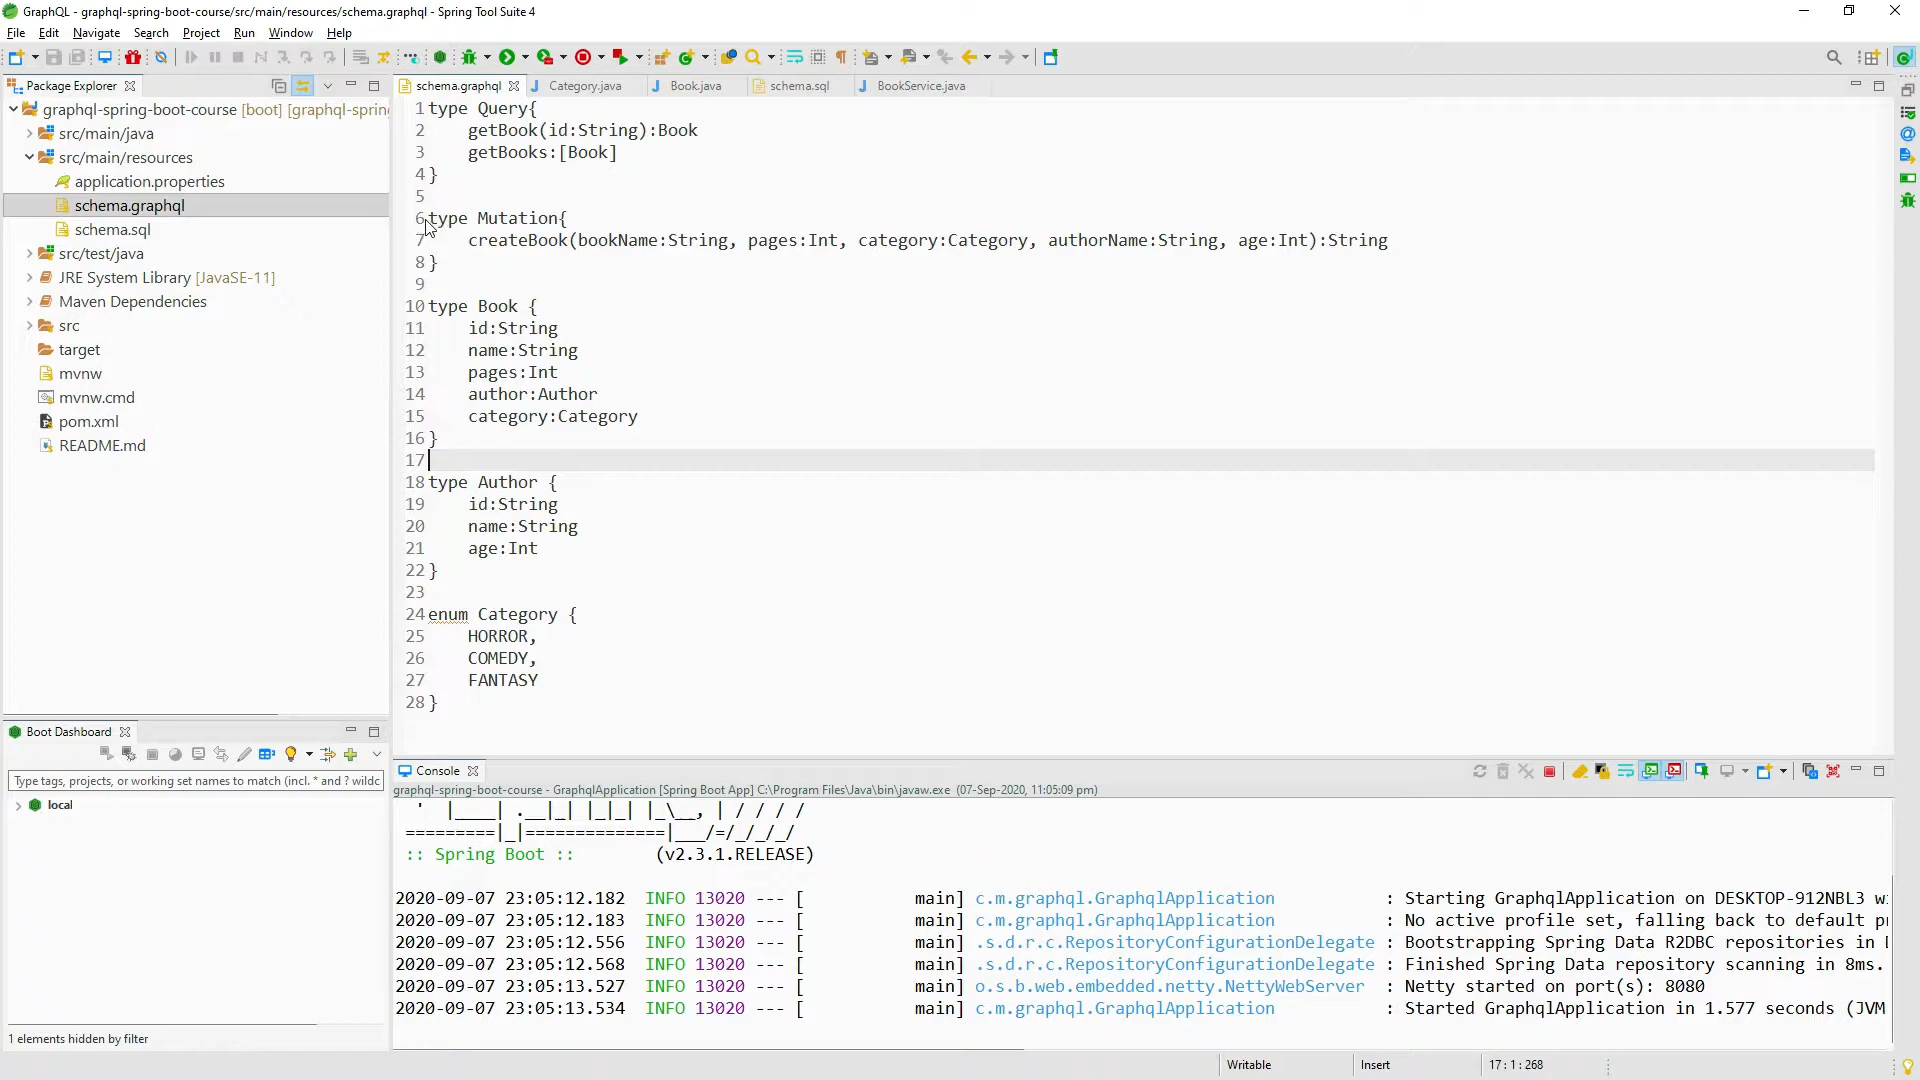 GraphQL - graphql-spring-boot-course/src/main/resources/schema.graphql - Spring Tool Suite 4
File Edit Navigate Search Project Run Window Help
Package Explorer
graphql-spring-boot-course [boot] [graphql-spring
src/main/java
src/main/resources
application.properties
schema.graphql
schema.sql
src/test/java
JRE System Library [JavaSE-11]
Maven Dependencies
src
target
mvnw
mvnw.cmd
pom.xml
README.md
Boot Dashboard
Type tags, projects, or working set names to match (incl. * and ? wildc
local
1 elements hidden by filter
schema.graphql Category.java Book.java schema.sql BookService.java
1 type Query{
2 getBook(id:String):Book
3 getBooks:[Book]
4 }
5
6 type Mutation{
7 createBook(bookName:String, pages:Int, category:Category, authorName:String, age:Int):String
8 }
9
10 type Book {
11 id:String
12 name:String
13 pages:Int
14 author:Author
15 category:Category
16 }
17
18 type Author {
19 id:String
20 name:String
21 age:Int
22 }
23
24 enum Category {
25 HORROR,
26 COMEDY,
27 FANTASY
28 }
Console
graphql-spring-boot-course - GraphqlApplication [Spring Boot App] C:\Program Files\Java\bin\javaw.exe (07-Sep-2020, 11:05:09 pm)
' |____| .__|_| |_|_| |_\__, | / / / /
=========|_|==============|___/=/_/_/_/
:: Spring Boot :: (v2.3.1.RELEASE)
2020-09-07 23:05:12.182 INFO 13020 --- [ main] c.m.graphql.GraphqlApplication : Starting GraphqlApplication on DESKTOP-912NBL3 wi
2020-09-07 23:05:12.183 INFO 13020 --- [ main] c.m.graphql.GraphqlApplication : No active profile set, falling back to default pr
2020-09-07 23:05:12.556 INFO 13020 --- [ main] .s.d.r.c.RepositoryConfigurationDelegate : Bootstrapping Spring Data R2DBC repositories in D
2020-09-07 23:05:12.568 INFO 13020 --- [ main] .s.d.r.c.RepositoryConfigurationDelegate : Finished Spring Data repository scanning in 8ms.
2020-09-07 23:05:13.527 INFO 13020 --- [ main] o.s.b.web.embedded.netty.NettyWebServer : Netty started on port(s): 8080
2020-09-07 23:05:13.534 INFO 13020 --- [ main] c.m.graphql.GraphqlApplication : Started GraphqlApplication in 1.577 seconds (JVM
Writable Insert 17 : 1 : 268